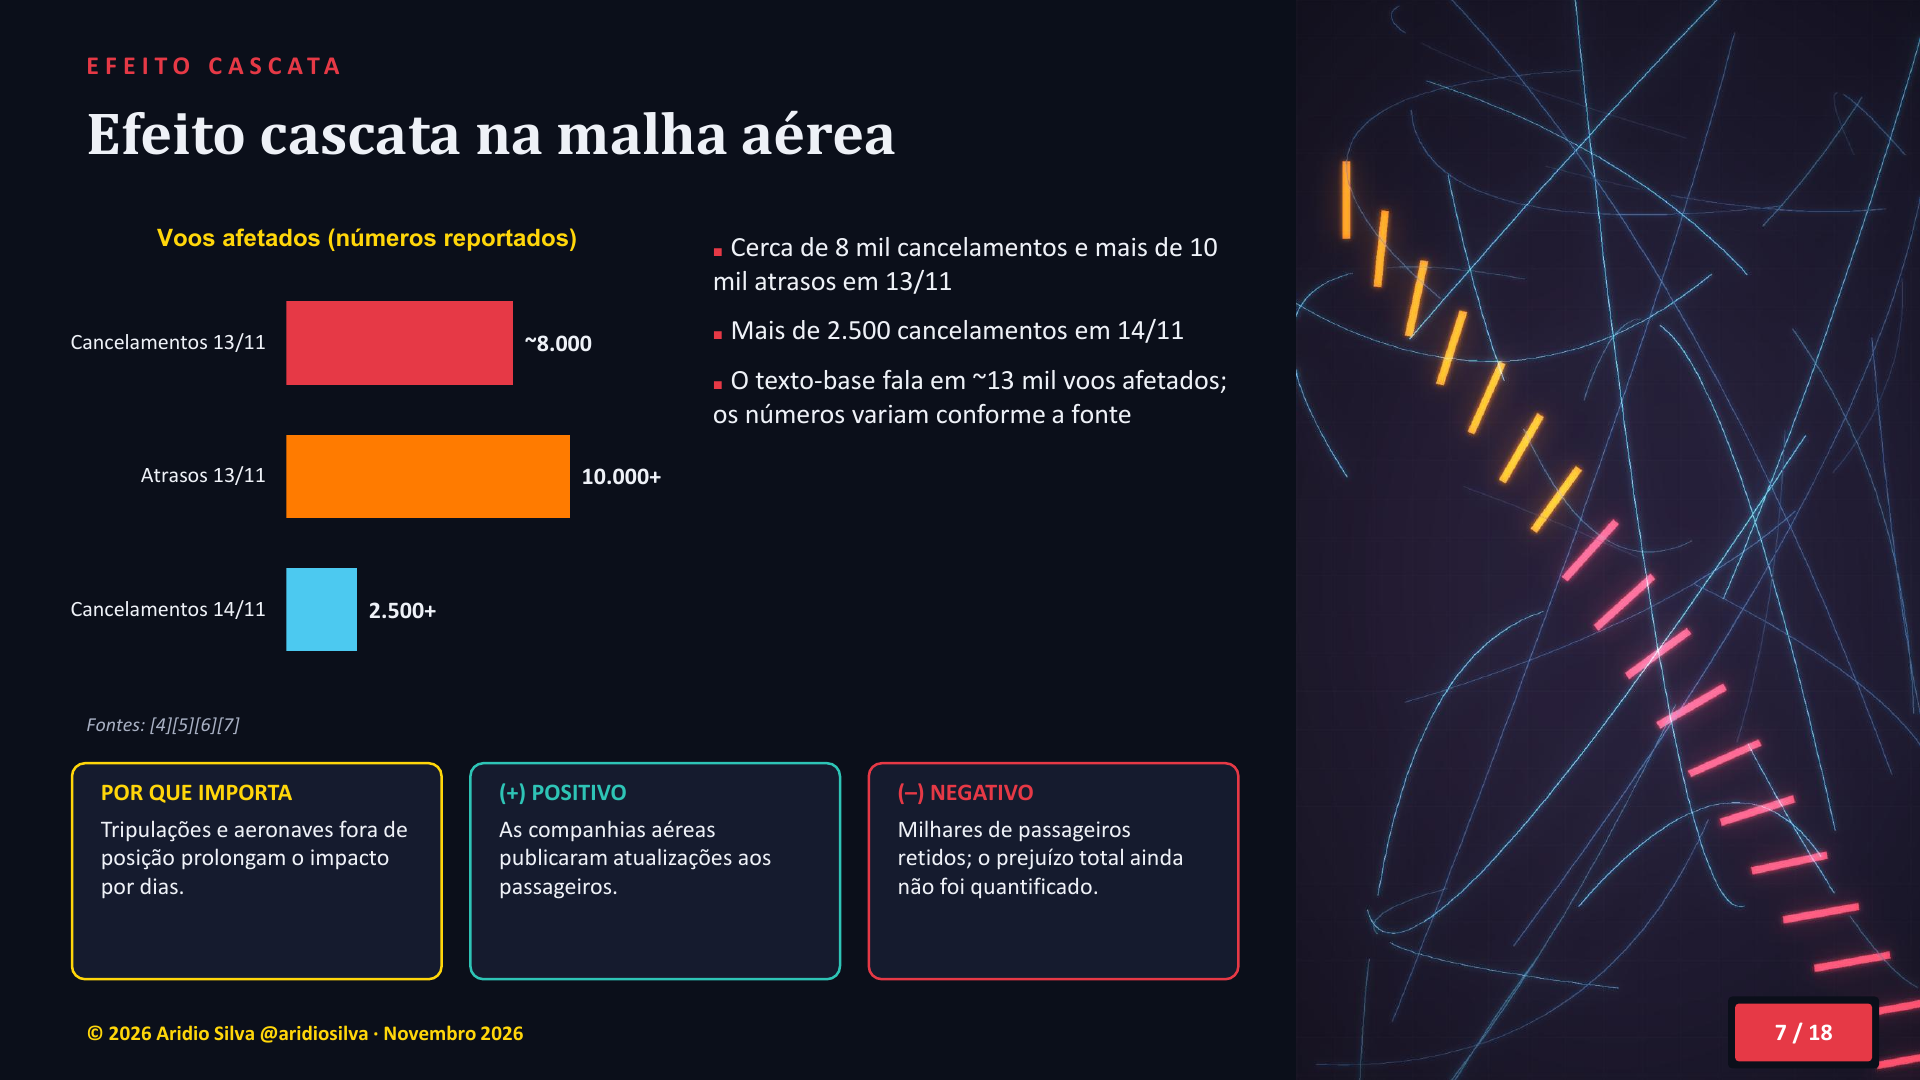 EFEITO CASCATA
Efeito cascata na malha aérea
Voos afetados (números reportados)
Cancelamentos 13/11
~8.000
Atrasos 13/11
10.000+
Cancelamentos 14/11
2.500+
▪ Cerca de 8 mil cancelamentos e mais de 10
mil atrasos em 13/11
▪ Mais de 2.500 cancelamentos em 14/11
▪ O texto-base fala em ~13 mil voos afetados;
os números variam conforme a fonte
Fontes: [4][5][6][7]
POR QUE IMPORTA
Tripulações e aeronaves fora de
posição prolongam o impacto
por dias.
(+) POSITIVO
As companhias aéreas
publicaram atualizações aos
passageiros.
(–) NEGATIVO
Milhares de passageiros
retidos; o prejuízo total ainda
não foi quantificado.
© 2026 Aridio Silva @aridiosilva · Novembro 2026
7 / 18